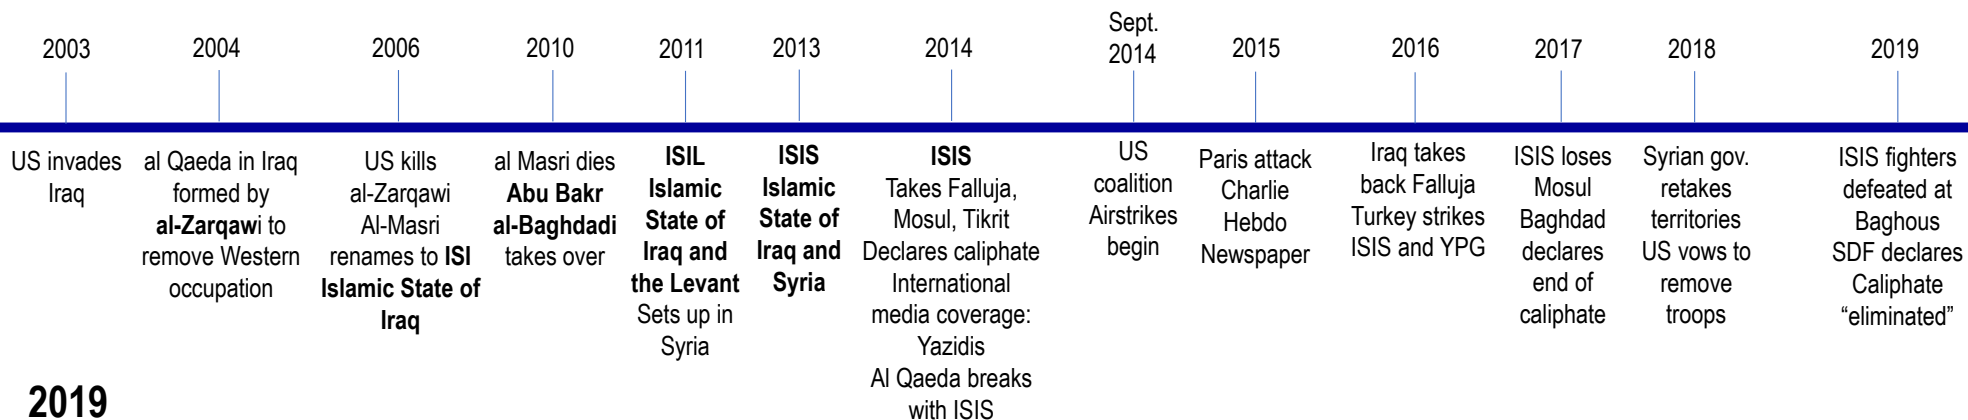 2003
US invades
Iraq
2004
al Qaeda in Iraq
formed by
al-Zarqawi to
remove Western
occupation
2006
US kills
al-Zarqawi
Al-Masri
renames to ISI
Islamic State of
Iraq
2010
al Masri dies
Abu Bakr
al-Baghdadi
takes over
2011
ISIL
Islamic
State of
Iraq and
the Levant
Sets up in
Syria
2013
ISIS
Islamic
State of
Iraq and
Syria
2014
ISIS
Takes Falluja,
Mosul, Tikrit
Declares caliphate
International
media coverage:
Yazidis
Al Qaeda breaks
with ISIS
Sept.
2014
US
coalition
Airstrikes
begin
2015
Paris attack
Charlie
Hebdo
Newspaper
2016
Iraq takes
back Falluja
Turkey strikes
ISIS and YPG
2017
ISIS loses
Mosul
Baghdad
declares
end of
caliphate
2018
Syrian gov.
retakes
territories
US vows to
remove
troops
2019
ISIS fighters
defeated at
Baghous
SDF declares
Caliphate
“eliminated”
2019